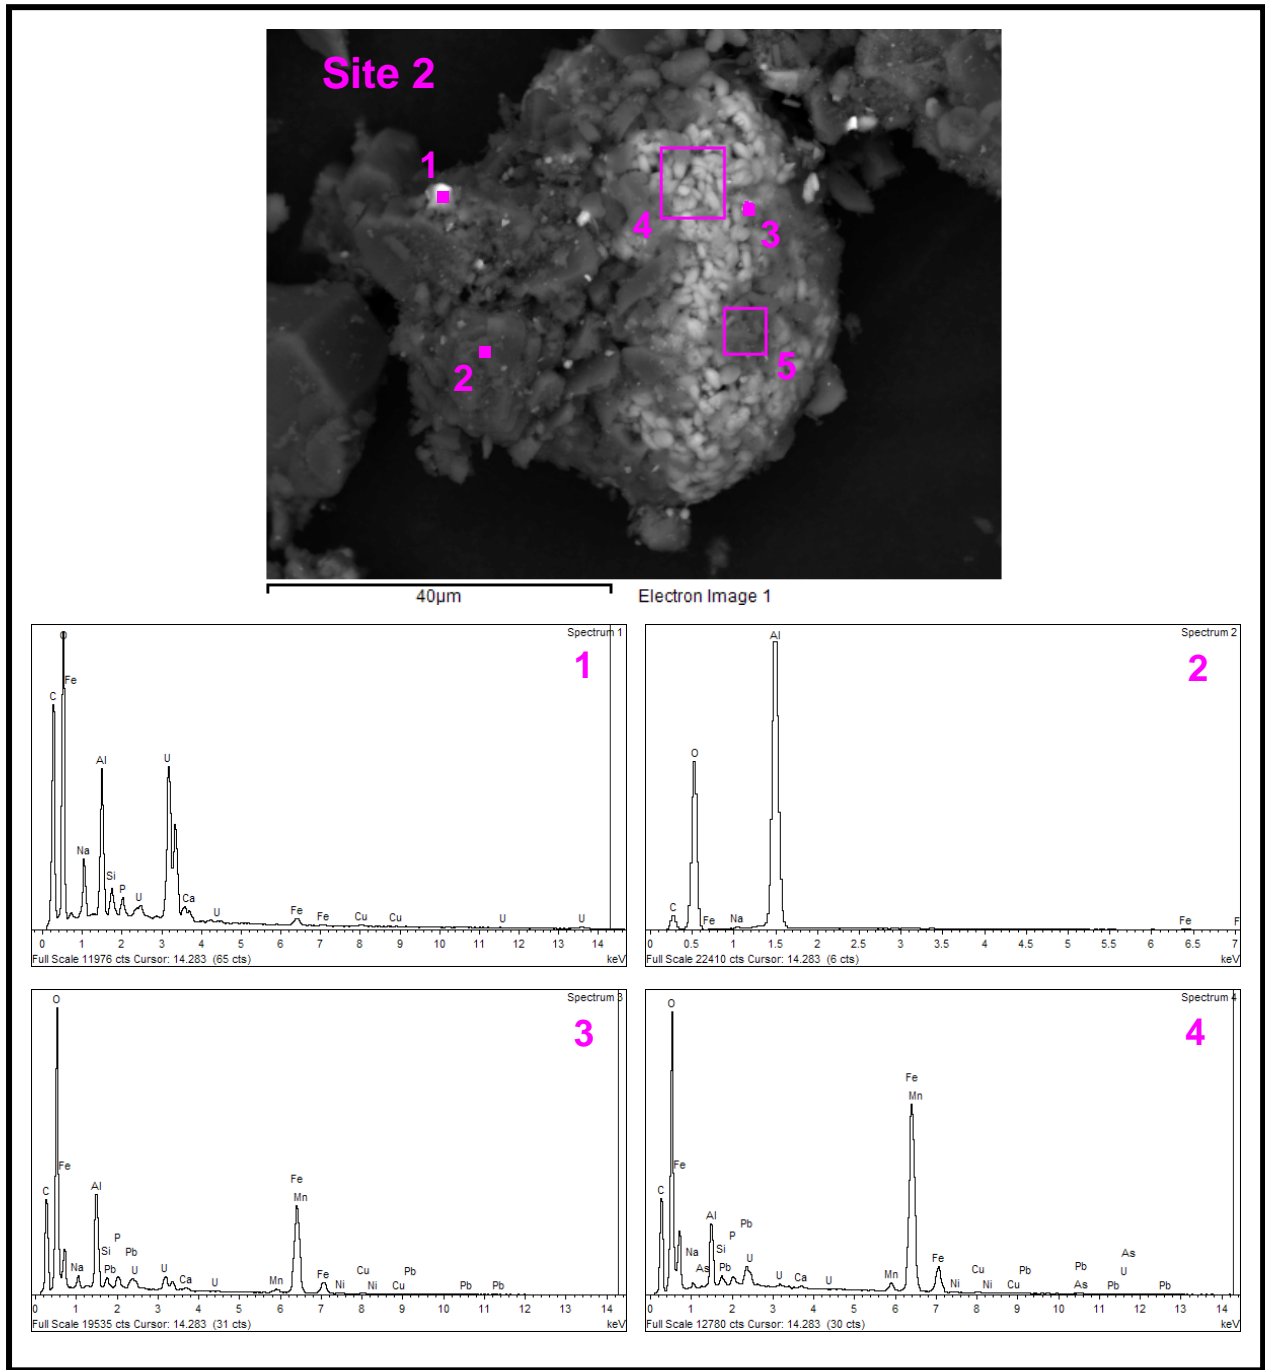 Site 2
1
4
3
5
2
40µm
Electron Image 1
Spectrum 1
1
O
Fe
C
Al
U
Na
Si
P
U
Ca
U
Fe
Fe
Cu
Cu
U
U
0 1 2 3 4 5 6 7 8 9 10 11 12 13 14
Full Scale 11976 cts Cursor: 14.283 (65 cts)
keV
Spectrum 2
2
Al
O
C
Fe
Na
Fe
F
0 0.5 1 1.5 2 2.5 3 3.5 4 4.5 5 5.5 6 6.5 7
Full Scale 22410 cts Cursor: 14.283 (6 cts)
keV
Spectrum 3
3
O
Fe
C
Al
Fe
Mn
P
Si
Pb
Na
Pb
U
U
Ca
U
Mn
Fe
Ni
Cu
Ni
Cu
Pb
Pb
Pb
0 1 2 3 4 5 6 7 8 9 10 11 12 13 14
Full Scale 19535 cts Cursor: 14.283 (31 cts)
keV
Spectrum 4
4
O
Fe
Mn
Fe
C
Al
P
Pb
Na
Si
As
Pb
U
U
Ca
U
Mn
Fe
Ni
Cu
Ni
Cu
Pb
Pb
As
As
U
Pb
Pb
0 1 2 3 4 5 6 7 8 9 10 11 12 13 14
Full Scale 12780 cts Cursor: 14.283 (30 cts)
keV